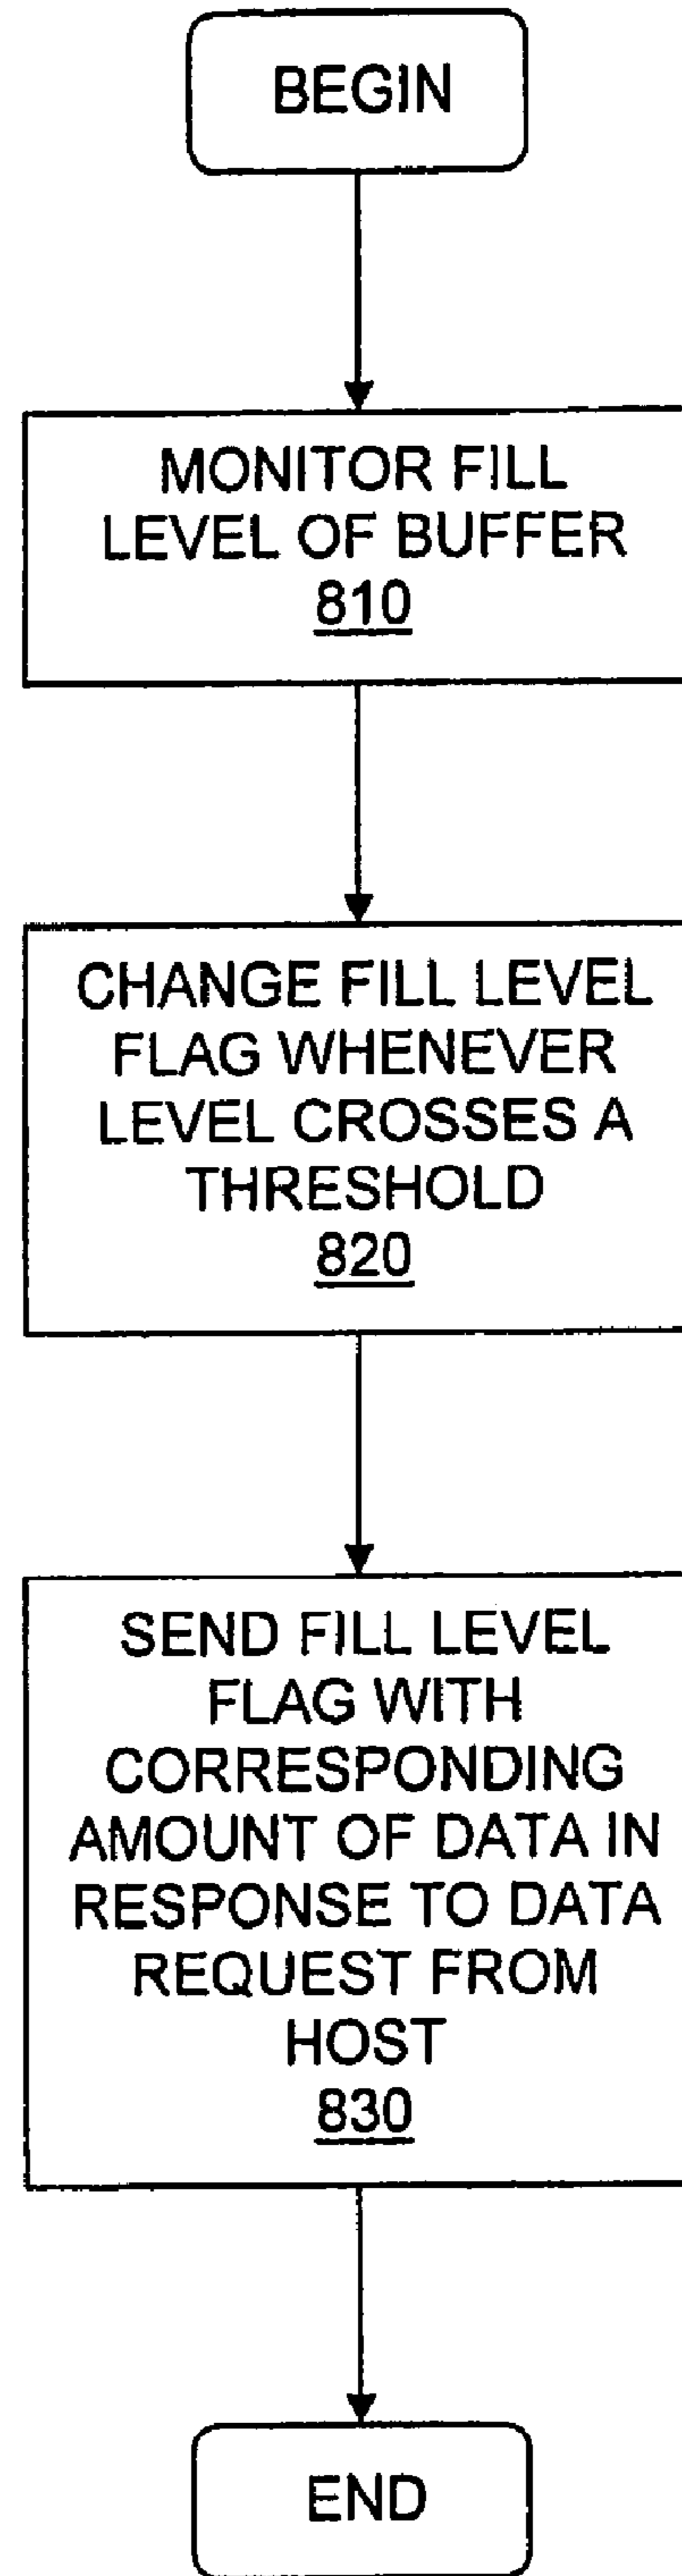 BEGIN
MONITOR FILL
LEVEL OF BUFFER
810
CHANGE FILL LEVEL
FLAG WHENEVER
LEVEL CROSSES A
THRESHOLD
820
SEND FILL LEVEL
FLAG WITH
CORRESPONDING
AMOUNT OF DATA IN
RESPONSE TO DATA
REQUEST FROM
HOST
830
END